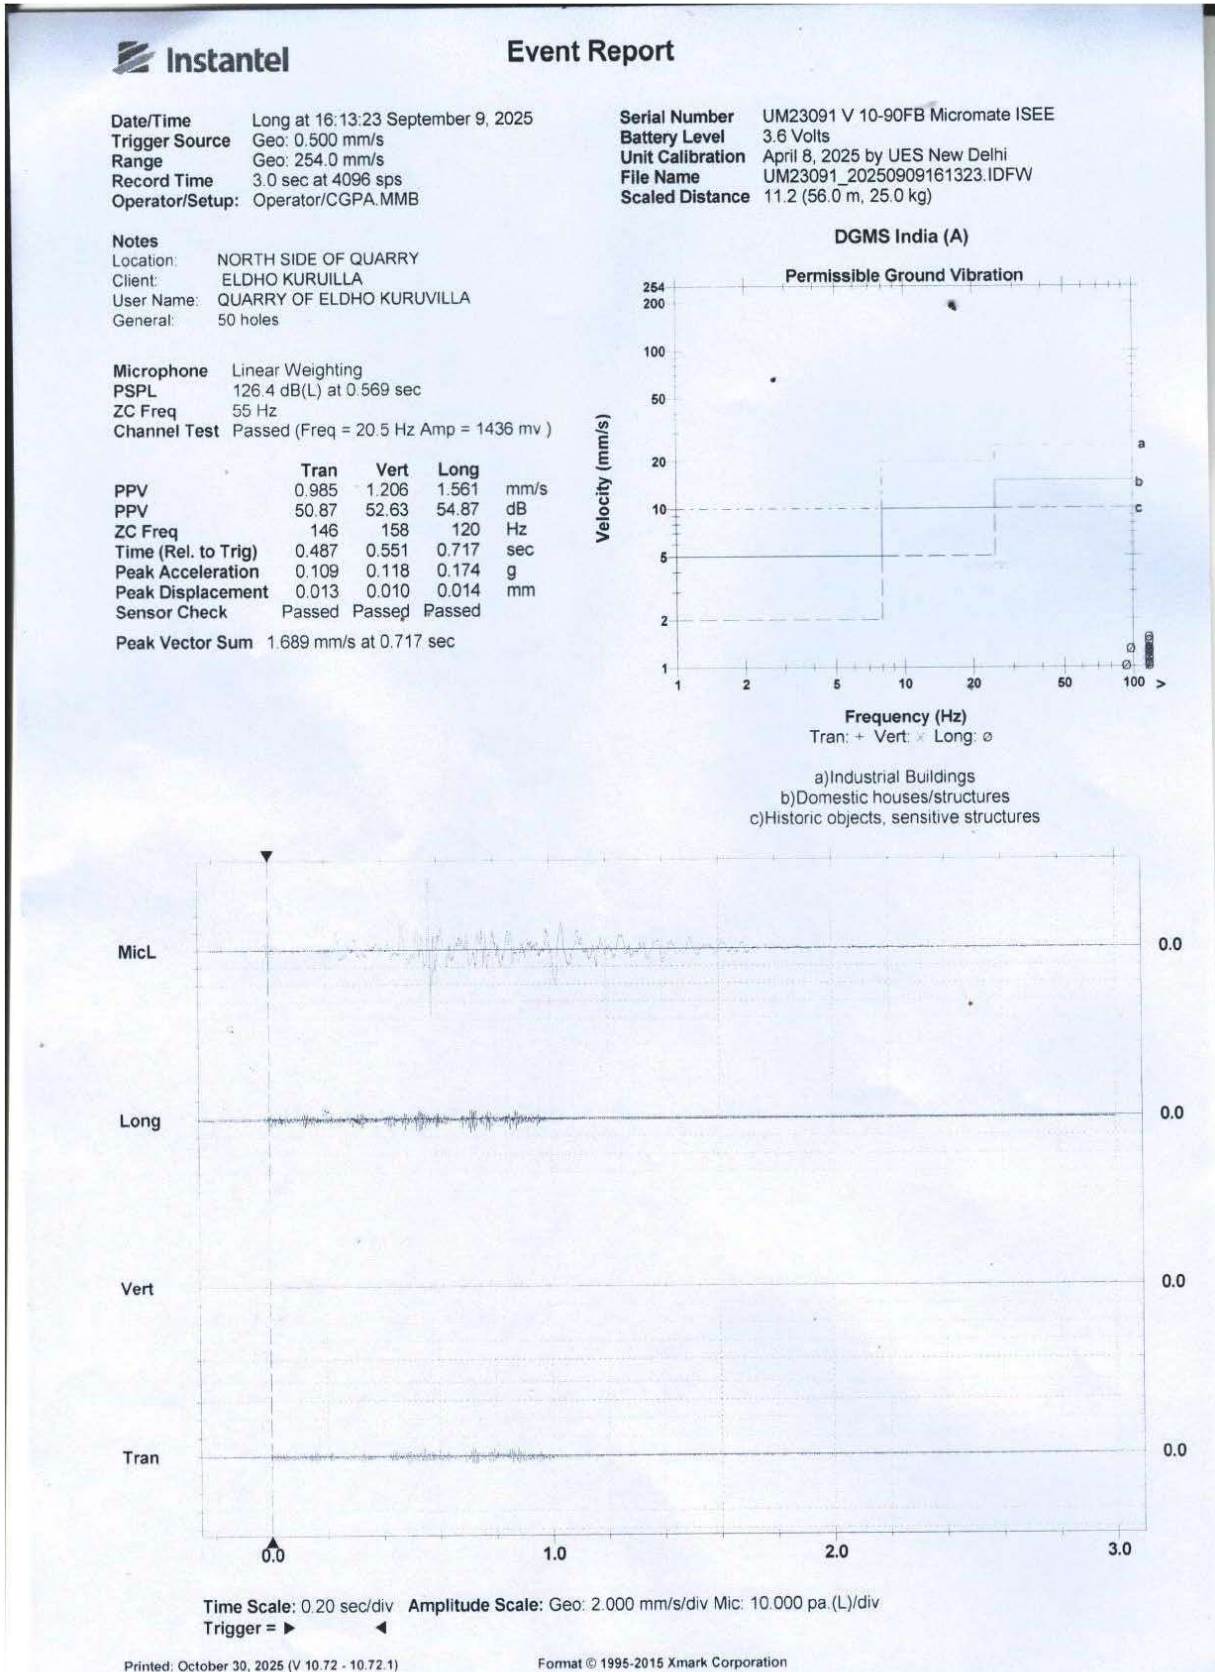 Instantel
Event Report
Date/Time Long at 16:13:23 September 9, 2025
Trigger Source Geo: 0.500 mm/s
Range Geo: 254.0 mm/s
Record Time 3.0 sec at 4096 sps
Operator/Setup: Operator/CGPA.MMB
Serial Number UM23091 V 10-90FB Micromate ISEE
Battery Level 3.6 Volts
Unit Calibration April 8, 2025 by UES New Delhi
File Name UM23091_20250909161323.IDFW
Scaled Distance 11.2 (56.0 m, 25.0 kg)
Notes
Location: NORTH SIDE OF QUARRY
Client: ELDHO KURUILLA
User Name: QUARRY OF ELDHO KURUVILLA
General: 50 holes
Microphone Linear Weighting
PSPL 126.4 dB(L) at 0.569 sec
ZC Freq 55 Hz
Channel Test Passed (Freq = 20.5 Hz Amp = 1436 mv )
Tran Vert Long
PPV 0.985 1.206 1.561 mm/s
PPV 50.87 52.63 54.87 dB
ZC Freq 146 158 120 Hz
Time (Rel. to Trig) 0.487 0.551 0.717 sec
Peak Acceleration 0.109 0.118 0.174 g
Peak Displacement 0.013 0.010 0.014 mm
Sensor Check Passed Passed Passed
Peak Vector Sum 1.689 mm/s at 0.717 sec
DGMS India (A)
Permissible Ground Vibration
254
200
100
50
20
10
5
2
1
Velocity (mm/s)
a
b
c
1 2 5 10 20 50 100 >
Frequency (Hz)
Tran: + Vert: × Long: ø
a)Industrial Buildings
b)Domestic houses/structures
c)Historic objects, sensitive structures
MicL 0.0
Long 0.0
Vert 0.0
Tran 0.0
0.0 1.0 2.0 3.0
Time Scale: 0.20 sec/div Amplitude Scale: Geo: 2.000 mm/s/div Mic: 10.000 pa.(L)/div
Trigger = ▶ ◀
Printed: October 30, 2025 (V 10.72 - 10.72.1)
Format © 1995-2015 Xmark Corporation